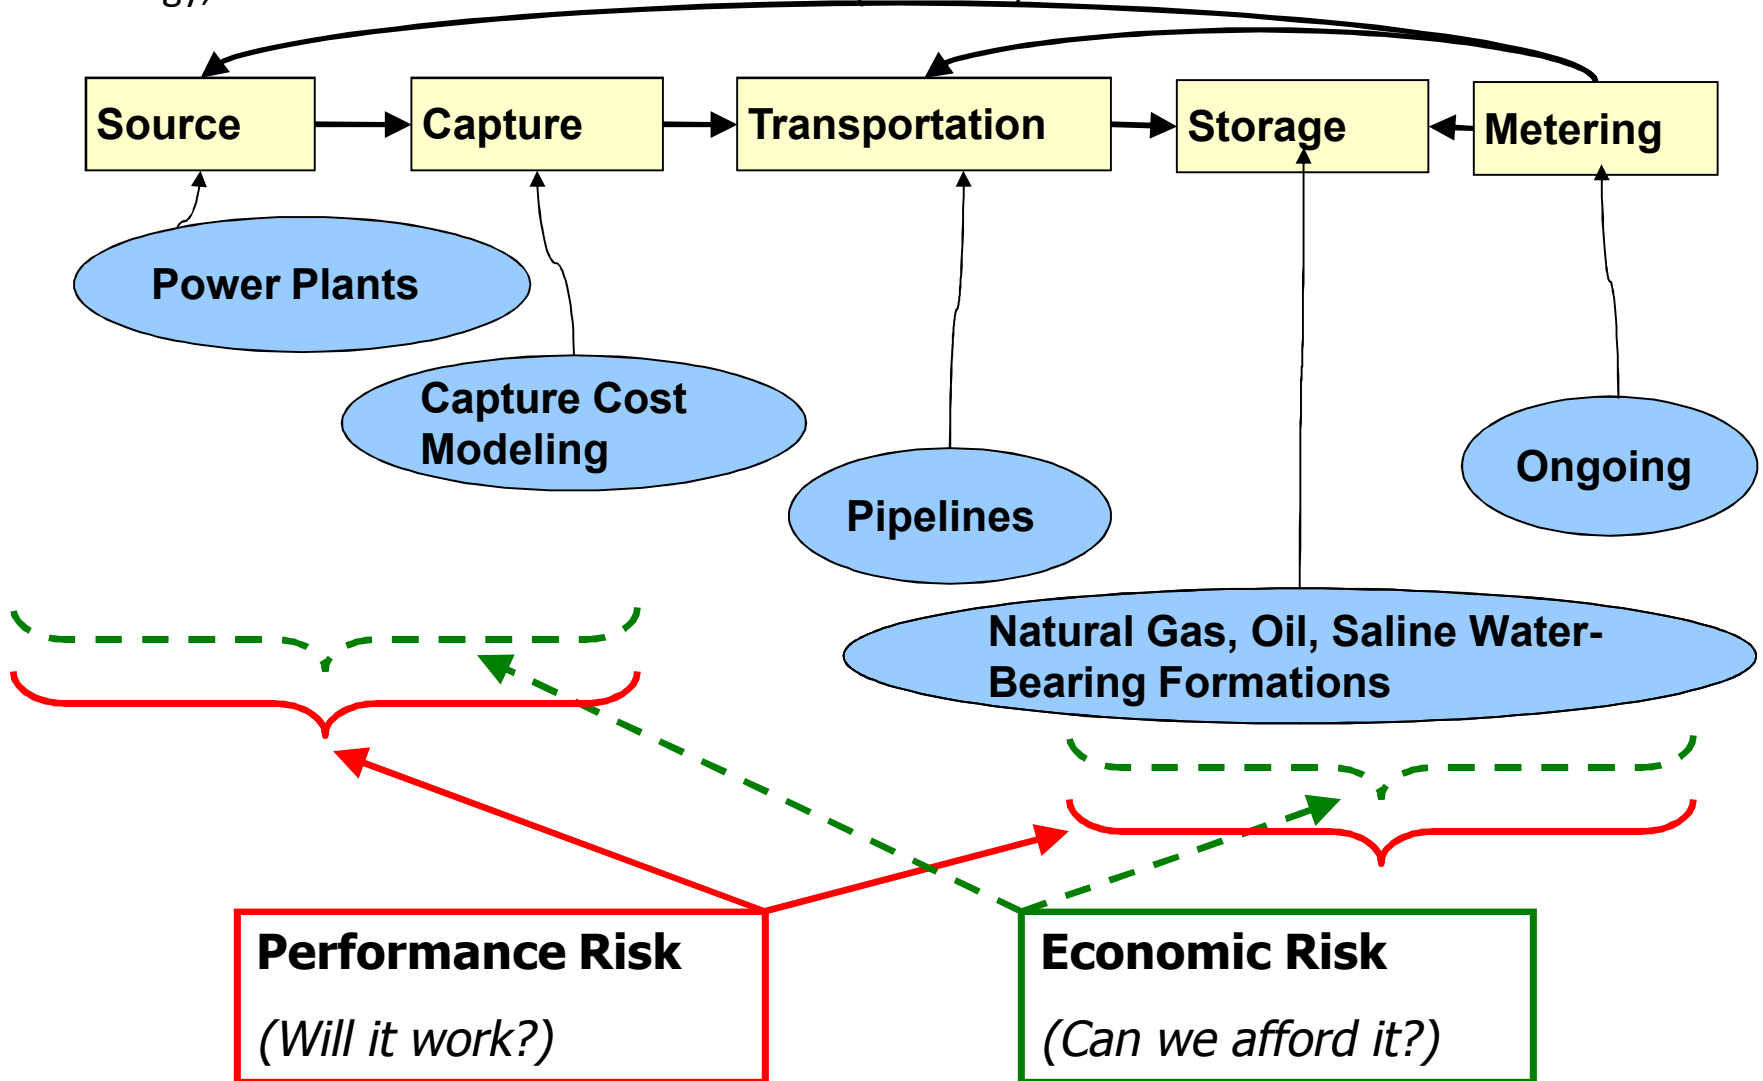 gy,
Source
Capture
Transportation
Storage
Metering
Power Plants
Capture Cost
Modeling
Pipelines
Ongoing
Natural Gas, Oil, Saline Water-
Bearing Formations
Performance Risk
(Will it work?)
Economic Risk
(Can we afford it?)